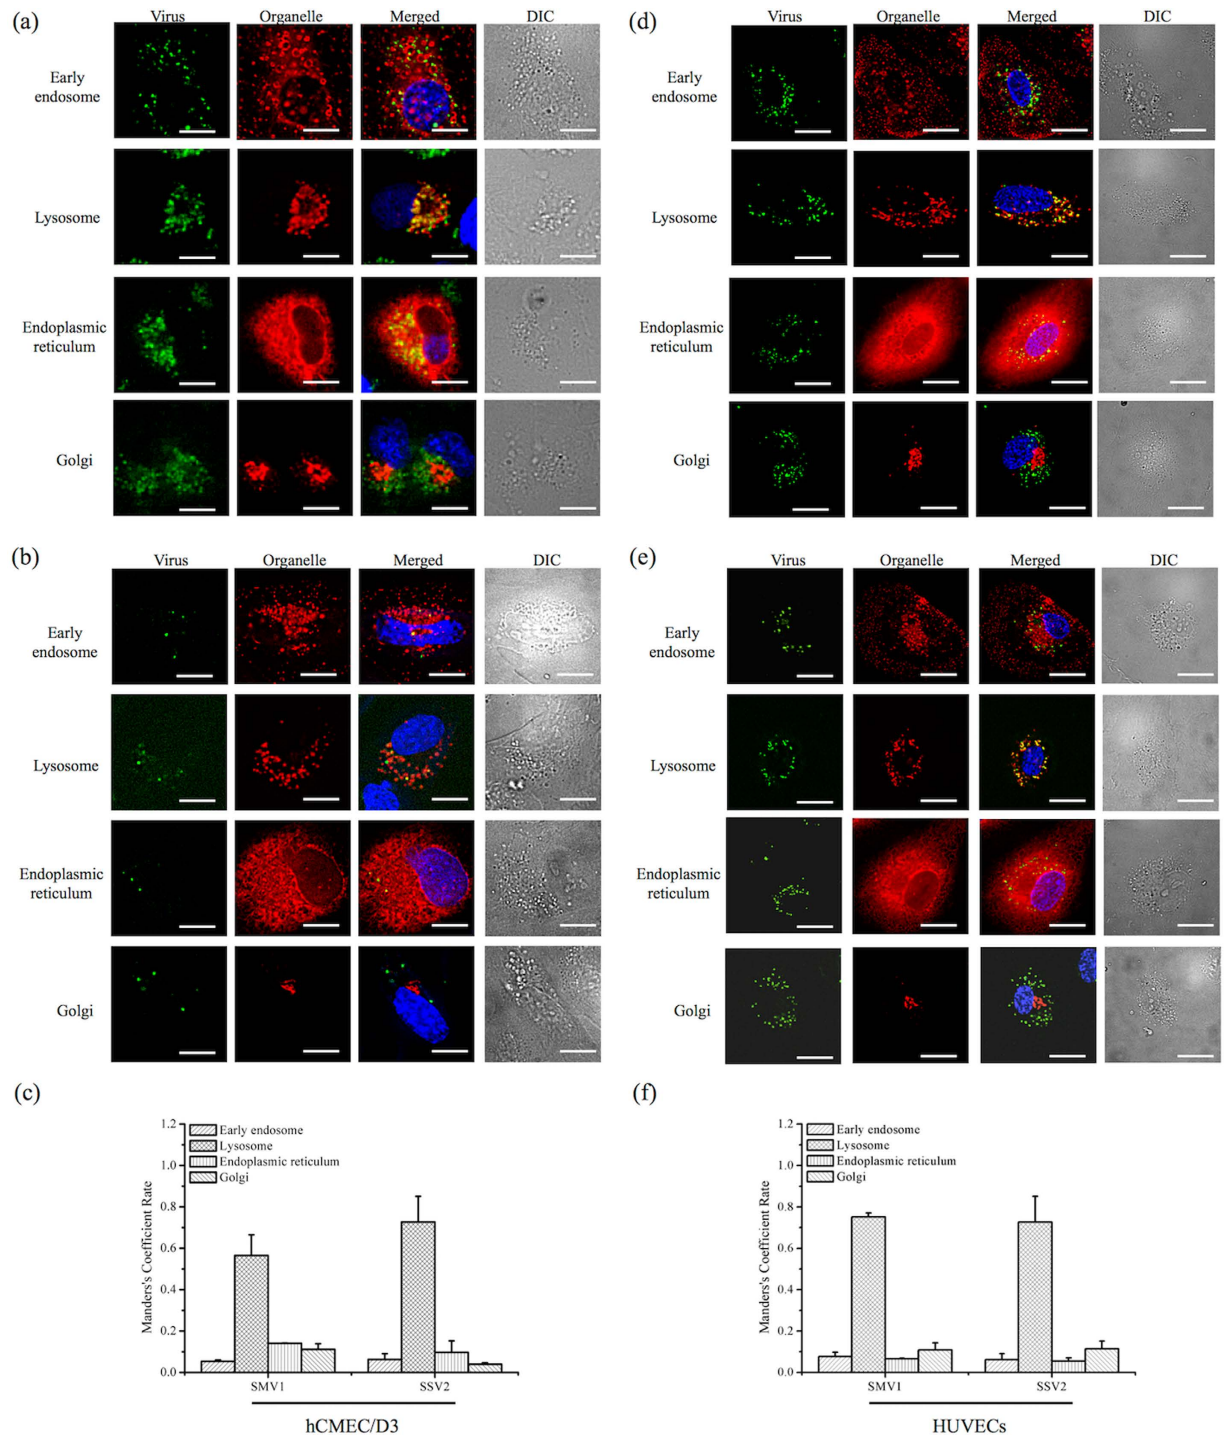 (a)
Virus Organelle Merged DIC
Early
endosome
Lysosome
Endoplasmic
reticulum
Golgi
(d)
Virus Organelle Merged DIC
Early
endosome
Lysosome
Endoplasmic
reticulum
Golgi
(b)
Virus Organelle Merged DIC
Early
endosome
Lysosome
Endoplasmic
reticulum
Golgi
(e)
Virus Organelle Merged DIC
Early
endosome
Lysosome
Endoplasmic
reticulum
Golgi
(c)
Manders's Coefficient Rate
1.2
1.0
0.8
0.6
0.4
0.2
0.0
Early endosome
Lysosome
Endoplasmic reticulum
Golgi
SMV1 SSV2
hCMEC/D3
(f)
Manders's Coefficient Rate
1.2
1.0
0.8
0.6
0.4
0.2
0.0
Early endosome
Lysosome
Endoplasmic reticulum
Golgi
SMV1 SSV2
HUVECs